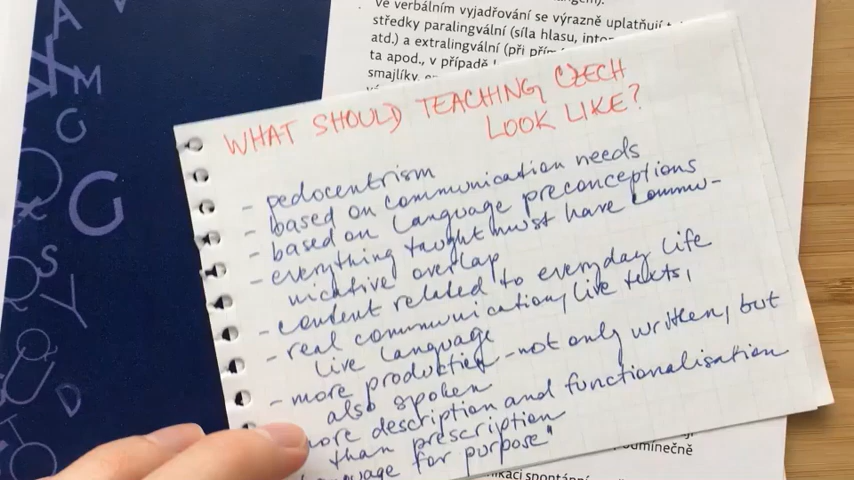 ve verbálním vyjadřování se výrazně uplatňují
středky paralingvální (síla hlasu,
atd.) a extralingvální (při
ta apod., v případě
smajlíky,
WHAT SHOULD TEACHING CZECH
LOOK LIKE?
- pedocentrism
- based on communication needs
- based on language preconceptions
- everything taught must have commu-
nicative overlap
- content related to everyday life
- real communication, live texts,
live language
- more production - not only written, but
also spoken
more description and functionalisation
than prescription
for purpose"
umínečně
spontánní
A
M
G
G
S
Y
D